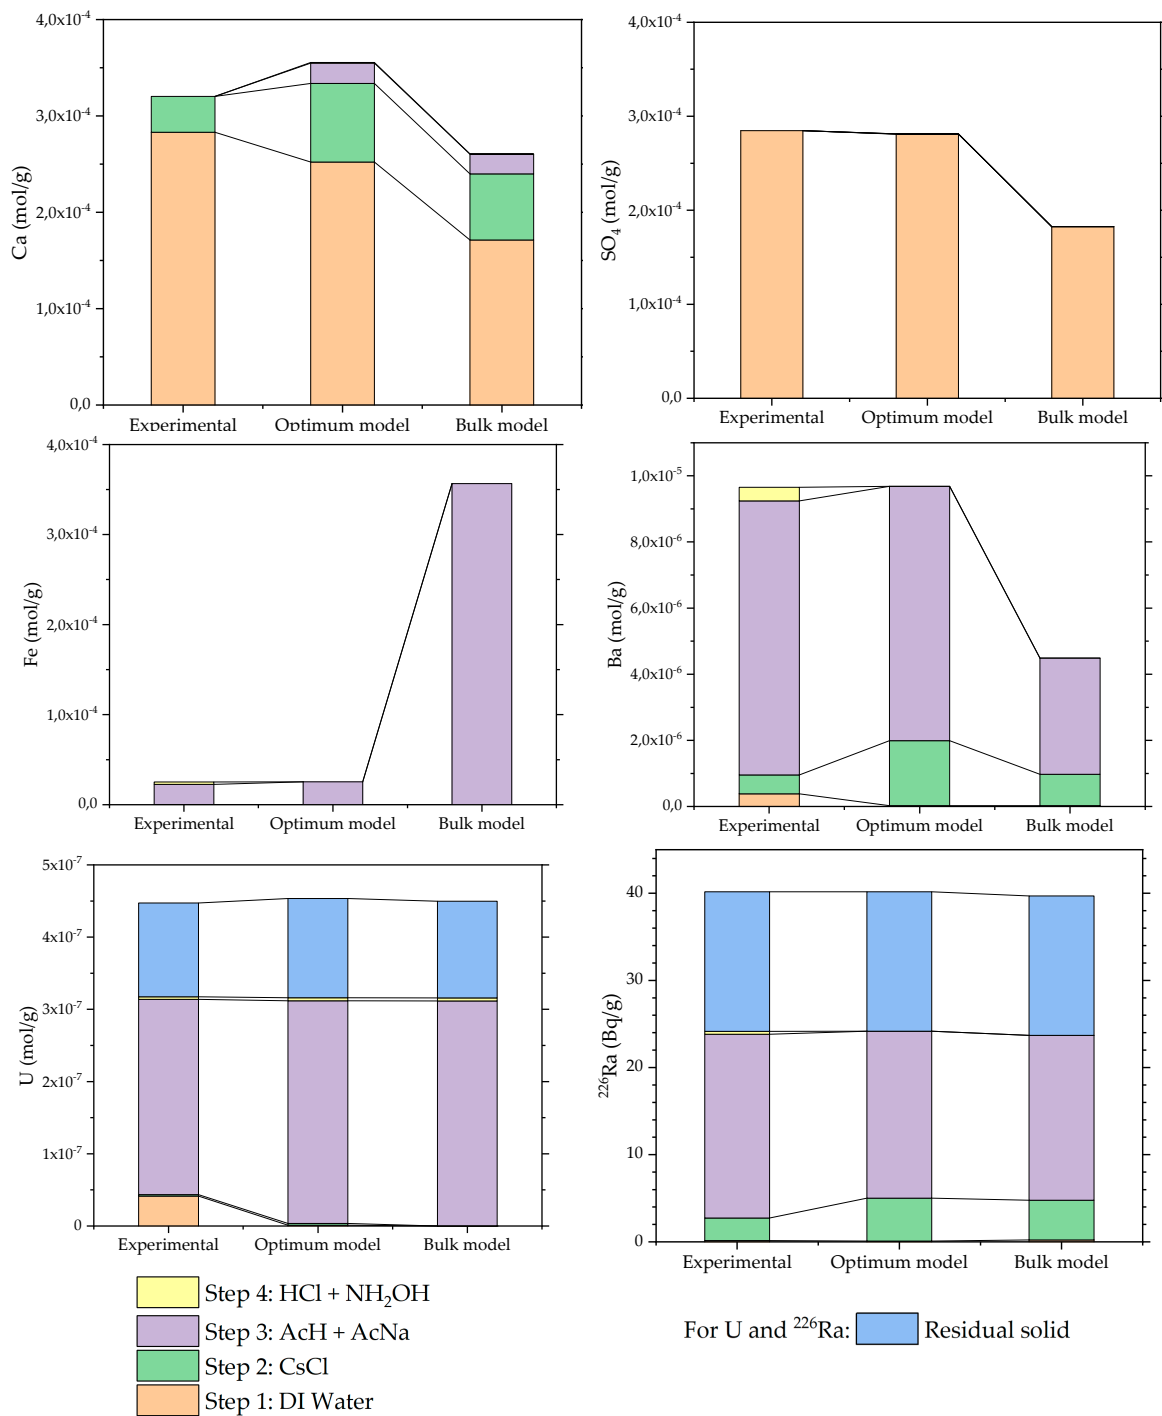 4,0x10⁻⁴
3,0x10⁻⁴
2,0x10⁻⁴
1,0x10⁻⁴
0,0
Ca (mol/g)
Experimental Optimum model Bulk model
4,0x10⁻⁴
3,0x10⁻⁴
2,0x10⁻⁴
1,0x10⁻⁴
0,0
SO₄ (mol/g)
Experimental Optimum model Bulk model
4,0x10⁻⁴
3,0x10⁻⁴
2,0x10⁻⁴
1,0x10⁻⁴
0,0
Fe (mol/g)
Experimental Optimum model Bulk model
1,0x10⁻⁵
8,0x10⁻⁶
6,0x10⁻⁶
4,0x10⁻⁶
2,0x10⁻⁶
0,0
Ba (mol/g)
Experimental Optimum model Bulk model
5x10⁻⁷
4x10⁻⁷
3x10⁻⁷
2x10⁻⁷
1x10⁻⁷
0
U (mol/g)
Experimental Optimum model Bulk model
40
30
20
10
0
²²⁶Ra (Bq/g)
Experimental Optimum model Bulk model
Step 4: HCl + NH₂OH
Step 3: AcH + AcNa
Step 2: CsCl
Step 1: DI Water
For U and ²²⁶Ra: Residual solid